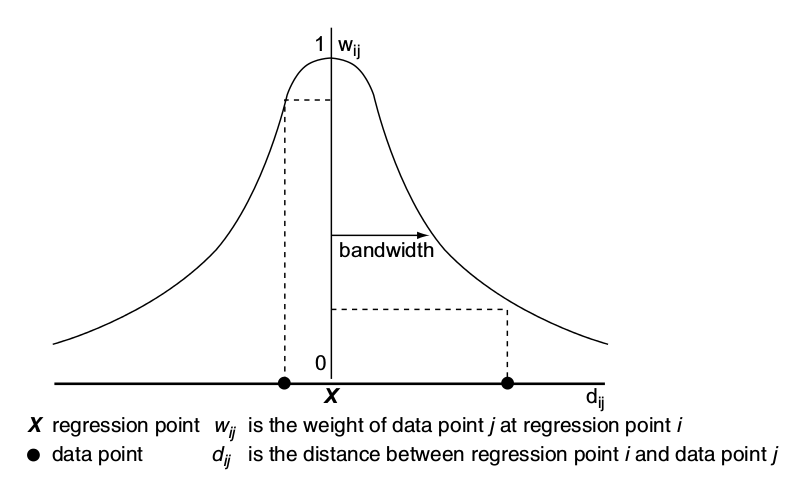 1 w_ij
bandwidth
0
X d_ij
X regression point w_ij is the weight of data point j at regression point i
● data point d_ij is the distance between regression point i and data point j